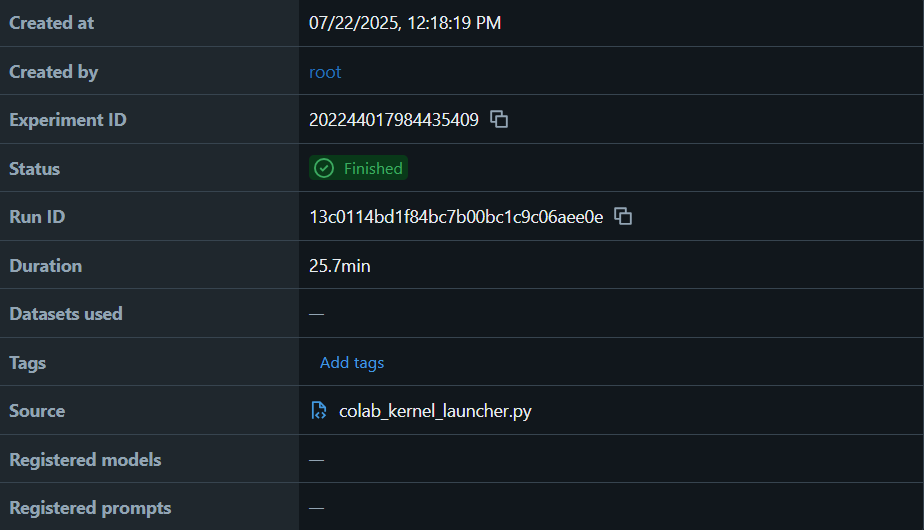 Created at 07/22/2025, 12:18:19 PM
Created by root
Experiment ID 202244017984435409
Status Finished
Run ID 13c0114bd1f84bc7b00bc1c9c06aee0e
Duration 25.7min
Datasets used —
Tags Add tags
Source colab_kernel_launcher.py
Registered models —
Registered prompts —